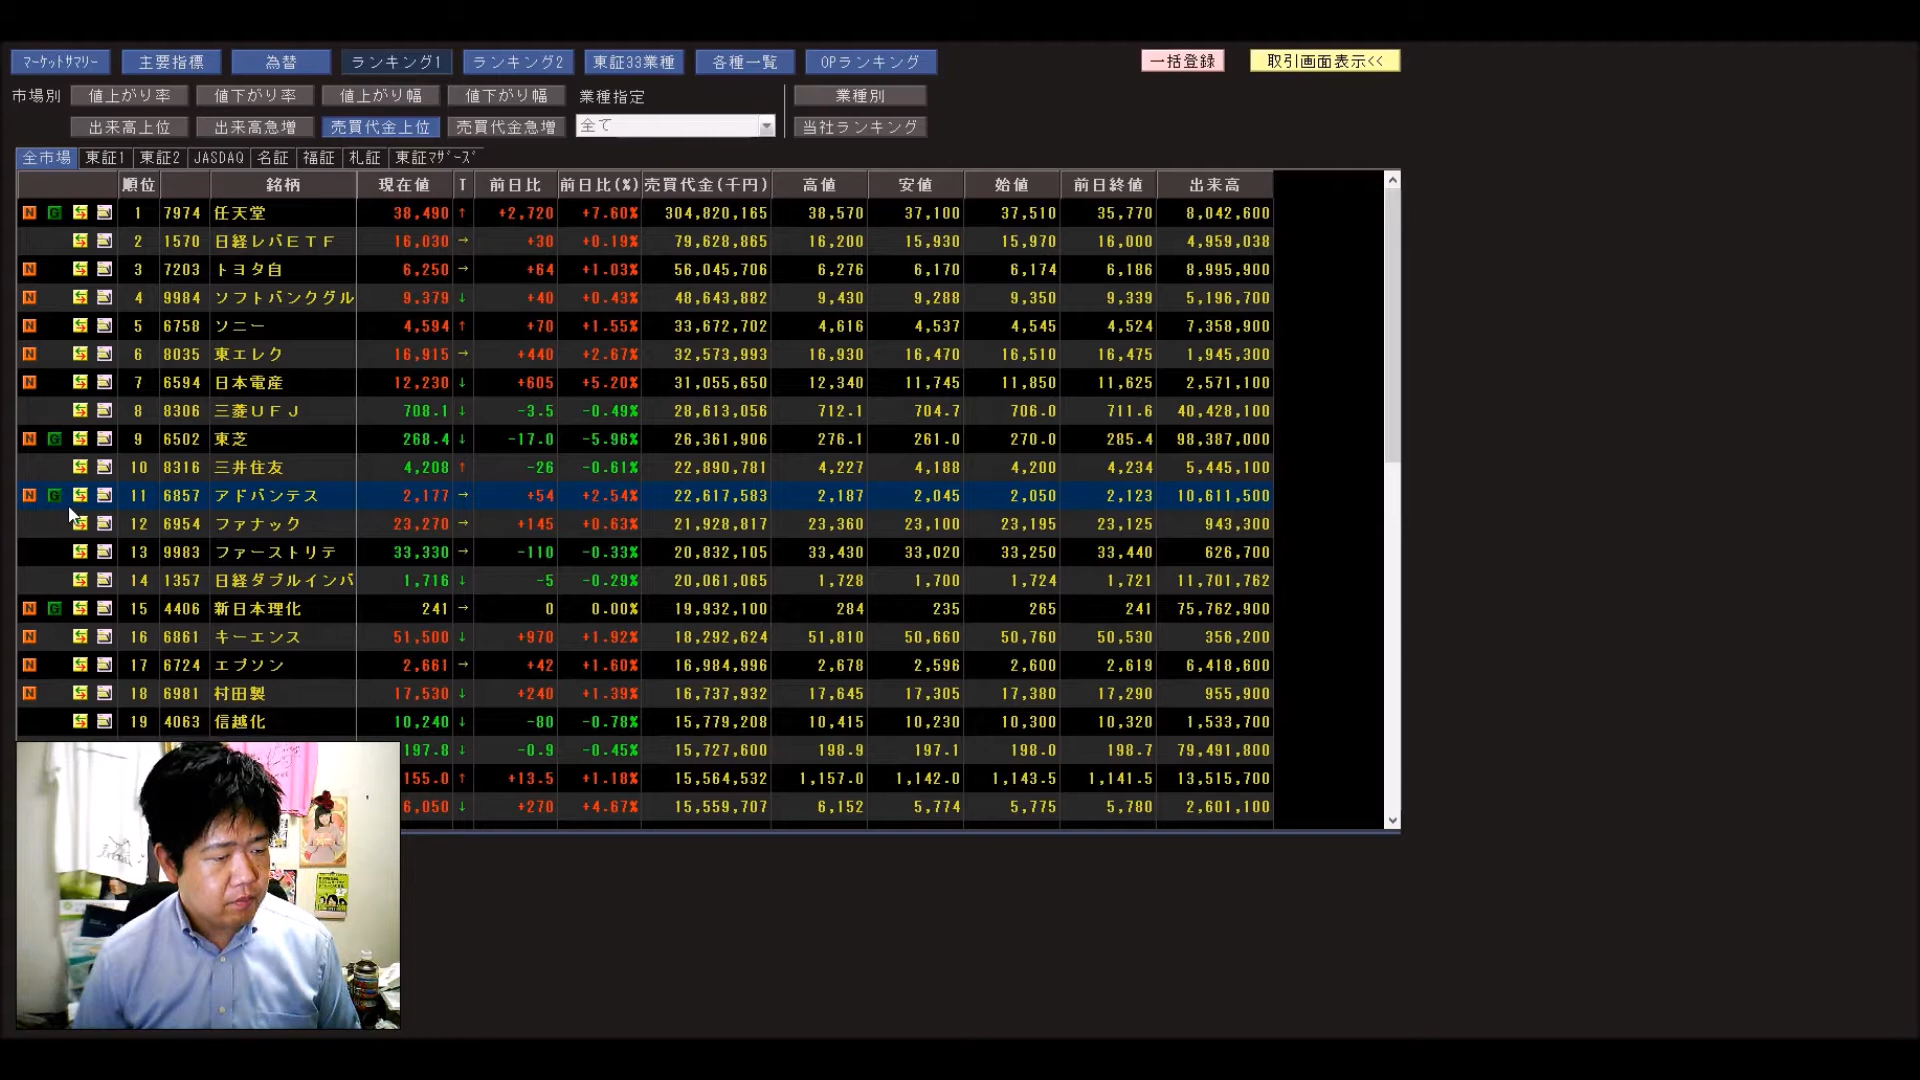 ﾏｰｹｯﾄｻﾏﾘｰ 主要指標 為替 ランキング1 ランキング2 東証33業種 各種一覧 OPランキング 一括登録 取引画面表示<<
市場別 値上がり率 値下がり率 値上がり幅 値下がり幅 業種指定 業種別
出来高上位 出来高急増 売買代金上位 売買代金急増 全て 当社ランキング
全市場 東証1 東証2 JASDAQ 名証 福証 札証 東証ﾏｻﾞｰｽﾞ
順位 銘柄 現在値 T 前日比 前日比(%) 売買代金(千円) 高値 安値 始値 前日終値 出来高
N G 1 7974 任天堂 38,490 ↑ +2,720 +7.60% 304,820,165 38,570 37,100 37,510 35,770 8,042,600
2 1570 日経レバＥＴＦ 16,030 → +30 +0.19% 79,628,865 16,200 15,930 15,970 16,000 4,959,038
N 3 7203 トヨタ自 6,250 → +64 +1.03% 56,045,706 6,276 6,170 6,174 6,186 8,995,900
N 4 9984 ソフトバンクグル 9,379 ↓ +40 +0.43% 48,643,882 9,430 9,288 9,350 9,339 5,196,700
N 5 6758 ソニー 4,594 ↑ +70 +1.55% 33,672,702 4,616 4,537 4,545 4,524 7,358,900
N 6 8035 東エレク 16,915 → +440 +2.67% 32,573,993 16,930 16,470 16,510 16,475 1,945,300
N 7 6594 日本電産 12,230 ↓ +605 +5.20% 31,055,650 12,340 11,745 11,850 11,625 2,571,100
8 8306 三菱ＵＦＪ 708.1 ↓ -3.5 -0.49% 28,613,056 712.1 704.7 706.0 711.6 40,428,100
N G 9 6502 東芝 268.4 ↓ -17.0 -5.96% 26,361,906 276.1 261.0 270.0 285.4 98,387,000
10 8316 三井住友 4,208 ↑ -26 -0.61% 22,890,781 4,227 4,188 4,200 4,234 5,445,100
N G 11 6857 アドバンテス 2,177 → +54 +2.54% 22,617,583 2,187 2,045 2,050 2,123 10,611,500
12 6954 ファナック 23,270 → +145 +0.63% 21,928,817 23,360 23,100 23,195 23,125 943,300
13 9983 ファーストリテ 33,330 → -110 -0.33% 20,832,105 33,430 33,020 33,250 33,440 626,700
14 1357 日経ダブルインバ 1,716 ↓ -5 -0.29% 20,061,065 1,728 1,700 1,724 1,721 11,701,762
N G 15 4406 新日本理化 241 → 0 0.00% 19,932,100 284 235 265 241 75,762,900
N 16 6861 キーエンス 51,500 ↓ +970 +1.92% 18,292,624 51,810 50,660 50,760 50,530 356,200
N 17 6724 エプソン 2,661 → +42 +1.60% 16,984,996 2,678 2,596 2,600 2,619 6,418,600
N 18 6981 村田製 17,530 ↓ +240 +1.39% 16,737,932 17,645 17,305 17,380 17,290 955,900
19 4063 信越化 10,240 ↓ -80 -0.78% 15,779,208 10,415 10,230 10,300 10,320 1,533,700
197.8 ↓ -0.9 -0.45% 15,727,600 198.9 197.1 198.0 198.7 79,491,800
155.0 ↑ +13.5 +1.18% 15,564,532 1,157.0 1,142.0 1,143.5 1,141.5 13,515,700
6,050 ↓ +270 +4.67% 15,559,707 6,152 5,774 5,775 5,780 2,601,100